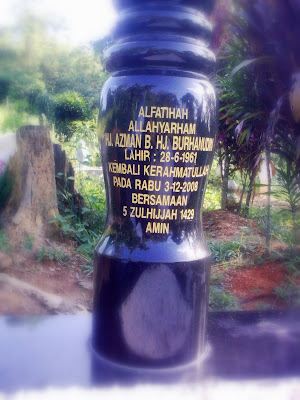 ALFATIHAH
ALLAHYARHAM
HJ. AZMAN B. HJ. BURHANUDDIN
LAHIR : 28-6-1961
KEMBALI KERAHMATULLAH
PADA RABU 3-12-2008
BERSAMAAN
5 ZULHIJJAH 1429
AMIN